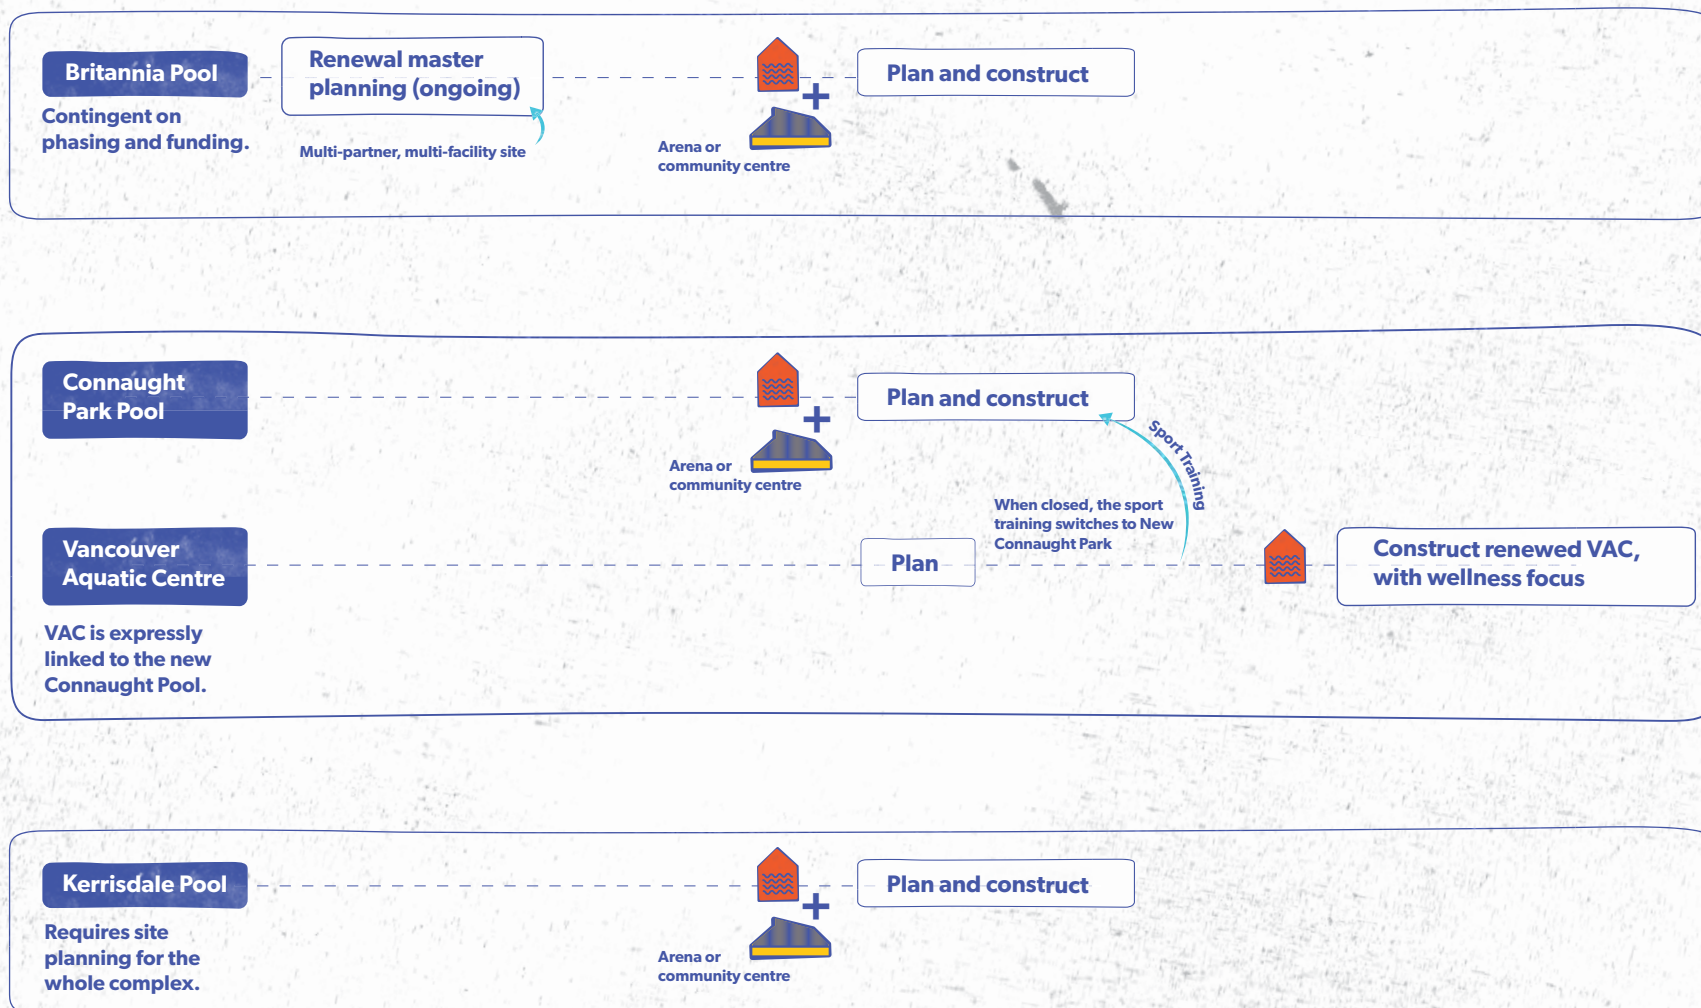 Britannia Pool
Contingent on
phasing and funding.
Renewal master
planning (ongoing)
Multi-partner, multi-facility site
Arena or
community centre
Plan and construct
Connaught
Park Pool
Arena or
community centre
Plan and construct
Sport Training
Vancouver
Aquatic Centre
VAC is expressly
linked to the new
Connaught Pool.
Plan
When closed, the sport
training switches to New
Connaught Park
Construct renewed VAC,
with wellness focus
Kerrisdale Pool
Requires site
planning for the
whole complex.
Arena or
community centre
Plan and construct